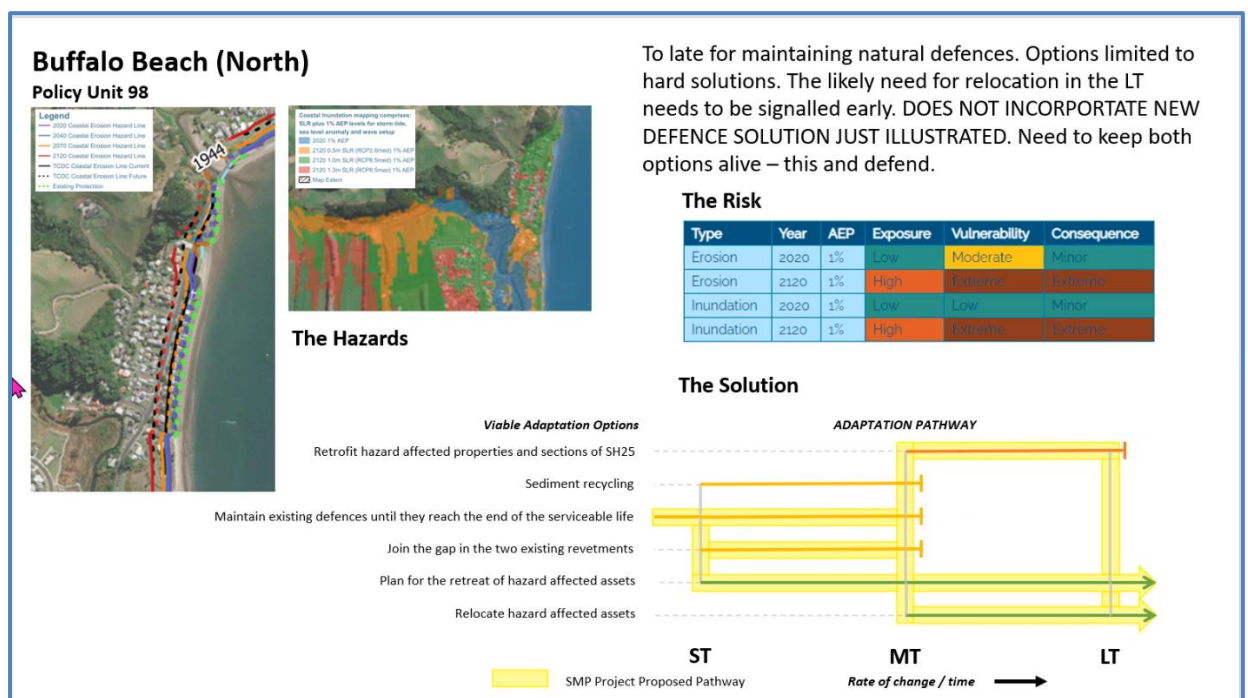 Buffalo Beach (North)
Policy Unit 98
To late for maintaining natural defences. Options limited to
hard solutions. The likely need for relocation in the LT
needs to be signalled early. DOES NOT INCORPORTATE NEW
DEFENCE SOLUTION JUST ILLUSTRATED. Need to keep both
options alive – this and defend.
Legend
2020 Coastal Erosion Hazard Line
2040 Coastal Erosion Hazard Line
2070 Coastal Erosion Hazard Line
2120 Coastal Erosion Hazard Line
TCDC Coastal Erosion Line Current
TCDC Coastal Erosion Line Future
Existing Protection
1944
Coastal Inundation mapping comprises:
SLR plus 1% AEP levels for storm tide,
sea level anomaly and wave setup
2020 1% AEP
2120 0.6m SLR (RCP2.6med) 1% AEP
2120 1.0m SLR (RCP8.5med) 1% AEP
2120 1.3m SLR (RCP8.5med) 1% AEP
Map Extent
The Hazards
The Risk
Type Year AEP Exposure Vulnerability Consequence
Erosion 2020 1% Low Moderate Minor
Erosion 2120 1% High Extreme Extreme
Inundation 2020 1% Low Low Minor
Inundation 2120 1% High Extreme Extreme
The Solution
Viable Adaptation Options
ADAPTATION PATHWAY
Retrofit hazard affected properties and sections of SH25
Sediment recycling
Maintain existing defences until they reach the end of the serviceable life
Join the gap in the two existing revetments
Plan for the retreat of hazard affected assets
Relocate hazard affected assets
ST MT LT
SMP Project Proposed Pathway
Rate of change / time